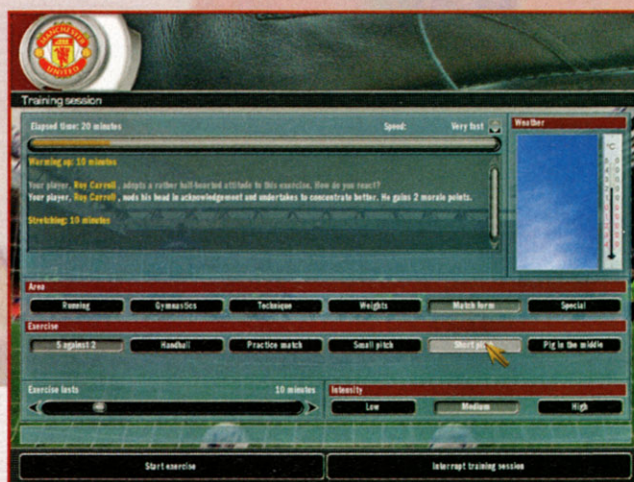 MANCHESTER
UNITED
Training session
Elapsed time: 20 minutes
Speed: Very fast
Weather
Warming up: 10 minutes
°C
Your player, Roy Carroll, adopts a rather half-hearted attitude to this exercise. How do you react?
Your player, Roy Carroll, nods his head in acknowledgement and undertakes to concentrate better. He gains 2 morale points.
Stretching: 10 minutes
Area
Running Gymnastics Technique Weights Match form Special
Exercise
5 against 2 Handball Practice match Small pitch Short Pig in the middle
Exercise lasts 10 minutes
Intensity
Low Medium High
Start exercise Interrupt training session